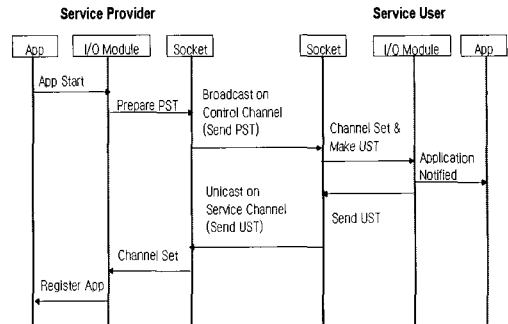 Service Provider
Service User
App
I/O Module
Socket
Socket
I/O Module
App
App Start
Prepare PST
Broadcast on
Control Channel
(Send PST)
Channel Set &
Make UST
Application
Notified
Unicast on
Service Channel
(Send UST)
Send UST
Channel Set
Register App